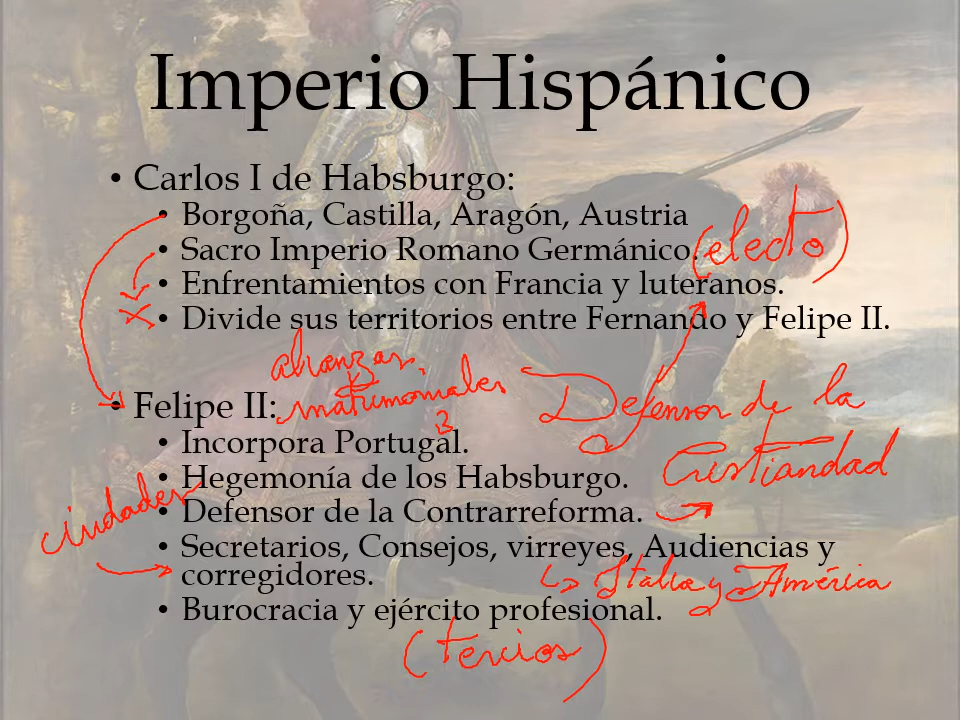 Imperio Hispánico
• Carlos I de Habsburgo:
• Borgoña, Castilla, Aragón, Austria
• Sacro Imperio Romano Germánico. (electo)
• Enfrentamientos con Francia y luteranos.
• Divide sus territorios entre Fernando y Felipe II.
alianzas
matrimoniales
Defensor de la
Cristiandad
• Felipe II:
• Incorpora Portugal.
• Hegemonía de los Habsburgo.
ciudades
• Defensor de la Contrarreforma.
• Secretarios, Consejos, virreyes, Audiencias y
corregidores.
Italia y América
• Burocracia y ejército profesional.
(tercios)